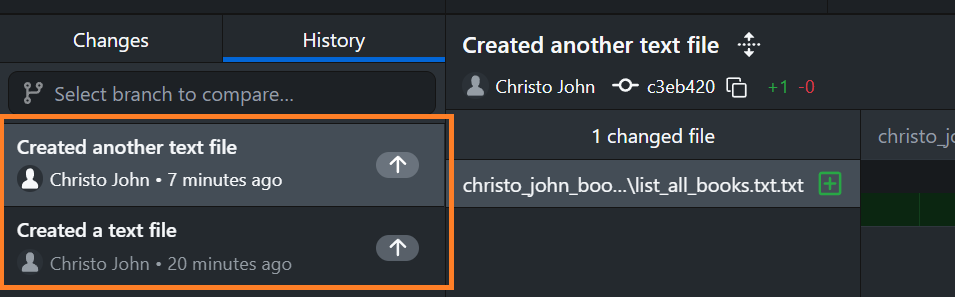 Changes
History
Select branch to compare...
Created another text file
Christo John • 7 minutes ago
Created a text file
Christo John • 20 minutes ago
Created another text file
Christo John c3eb420 +1 -0
1 changed file
christo_john_boo...\list_all_books.txt.txt
christo_jo